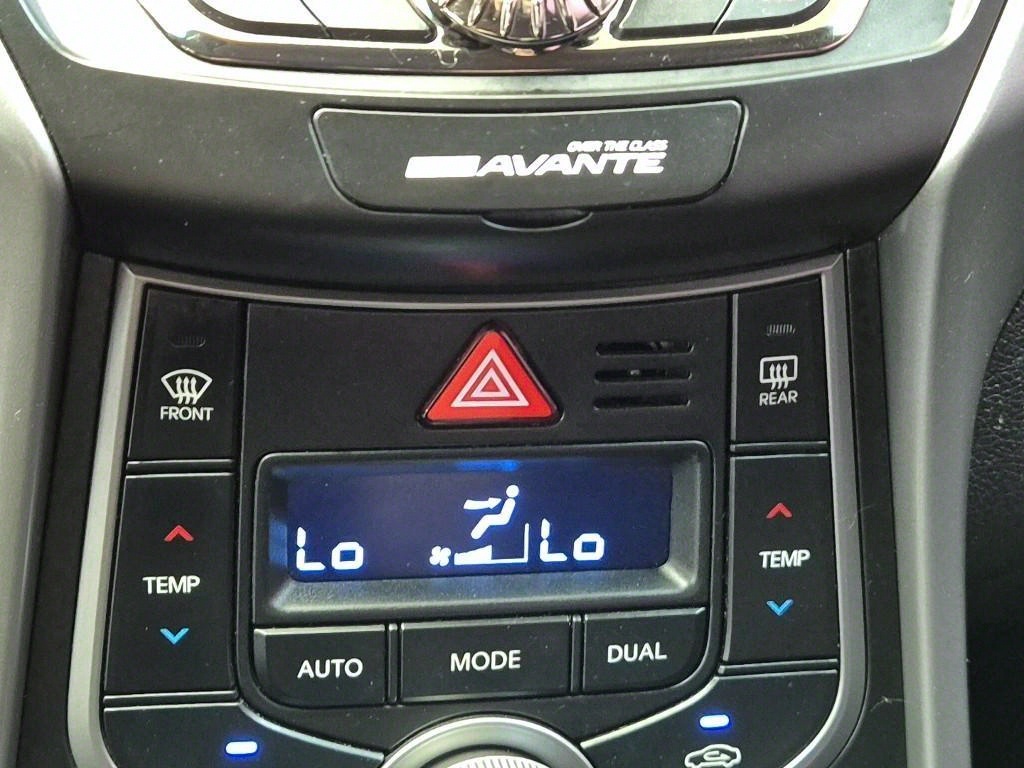 OVER THE CLASS
AVANTE
FRONT
REAR
Lo
Lo
TEMP
TEMP
AUTO
MODE
DUAL